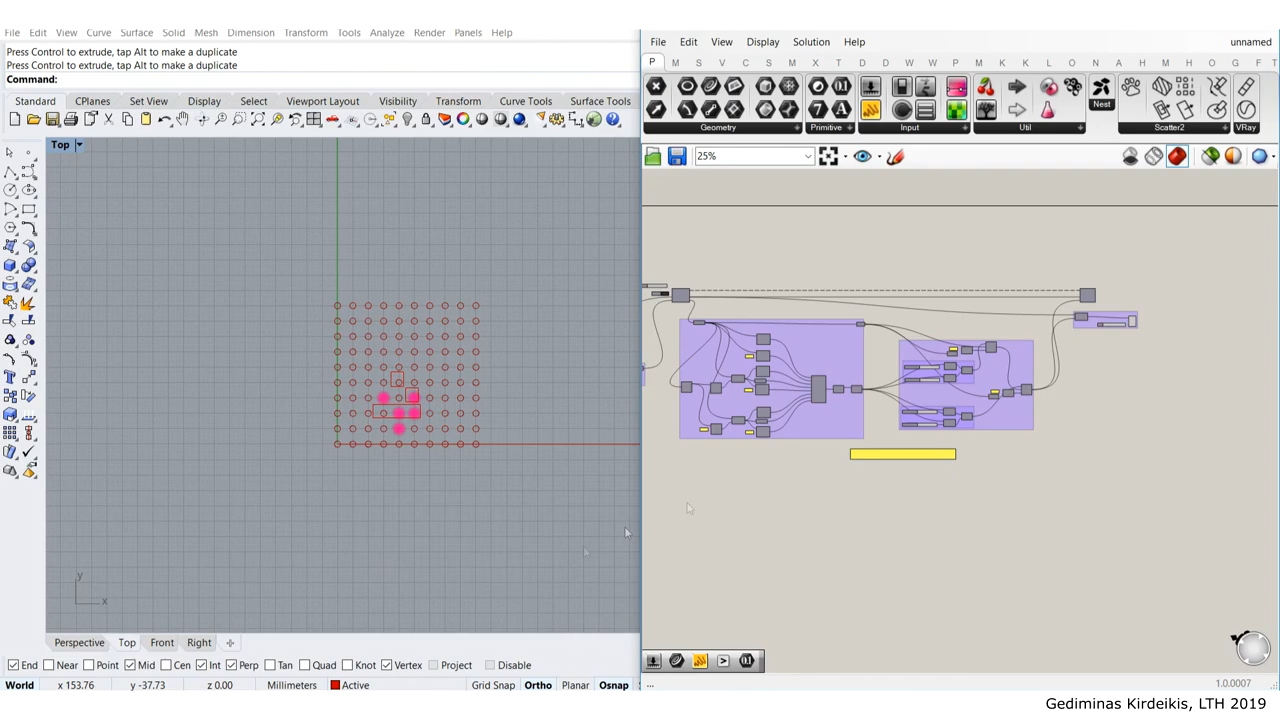 File Edit View Curve Surface Solid Mesh Dimension Transform Tools Analyze Render Panels Help
Press Control to extrude, tap Alt to make a duplicate
Press Control to extrude, tap Alt to make a duplicate
Command:
Standard CPlanes Set View Display Select Viewport Layout Visibility Transform Curve Tools Surface Tools
Top
y
x
Perspective Top Front Right
End Near Point Mid Cen Int Perp Tan Quad Knot Vertex Project Disable
World x 153.76 y -37.73 z 0.00 Millimeters Active Grid Snap Ortho Planar Osnap
File Edit View Display Solution Help unnamed
P M S V C S M X T D D V W W P M K K O N A H L M O G F T
Nest
Geometry Primitive Input Util Scatter2 VRay
25%
...
1.0.0007
Gediminas Kirdeikis, LTH 2019